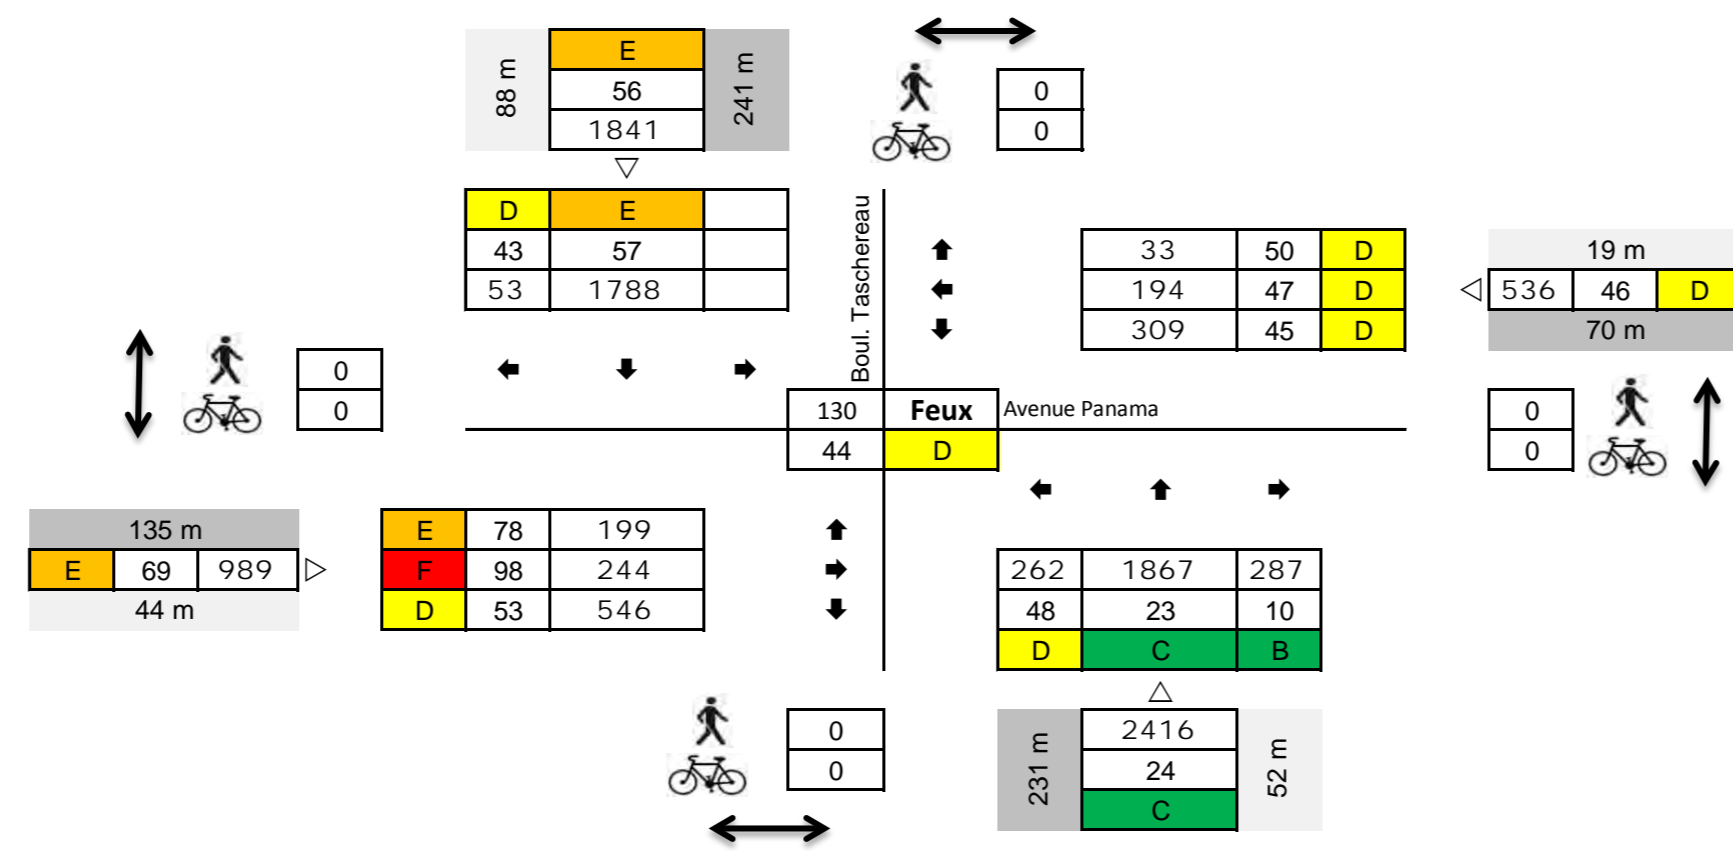 E
88 m
56
241 m
1841
0
0
D E
43 57
53 1788
Boul. Taschereau
33 50 D
194 47 D
309 45 D
19 m
536 46 D
70 m
0
0
130 Feux Avenue Panama
44 D
0
0
135 m
E 69 989
44 m
E 78 199
F 98 244
D 53 546
262 1867 287
48 23 10
D C B
0
0
231 m
2416
24
C
52 m